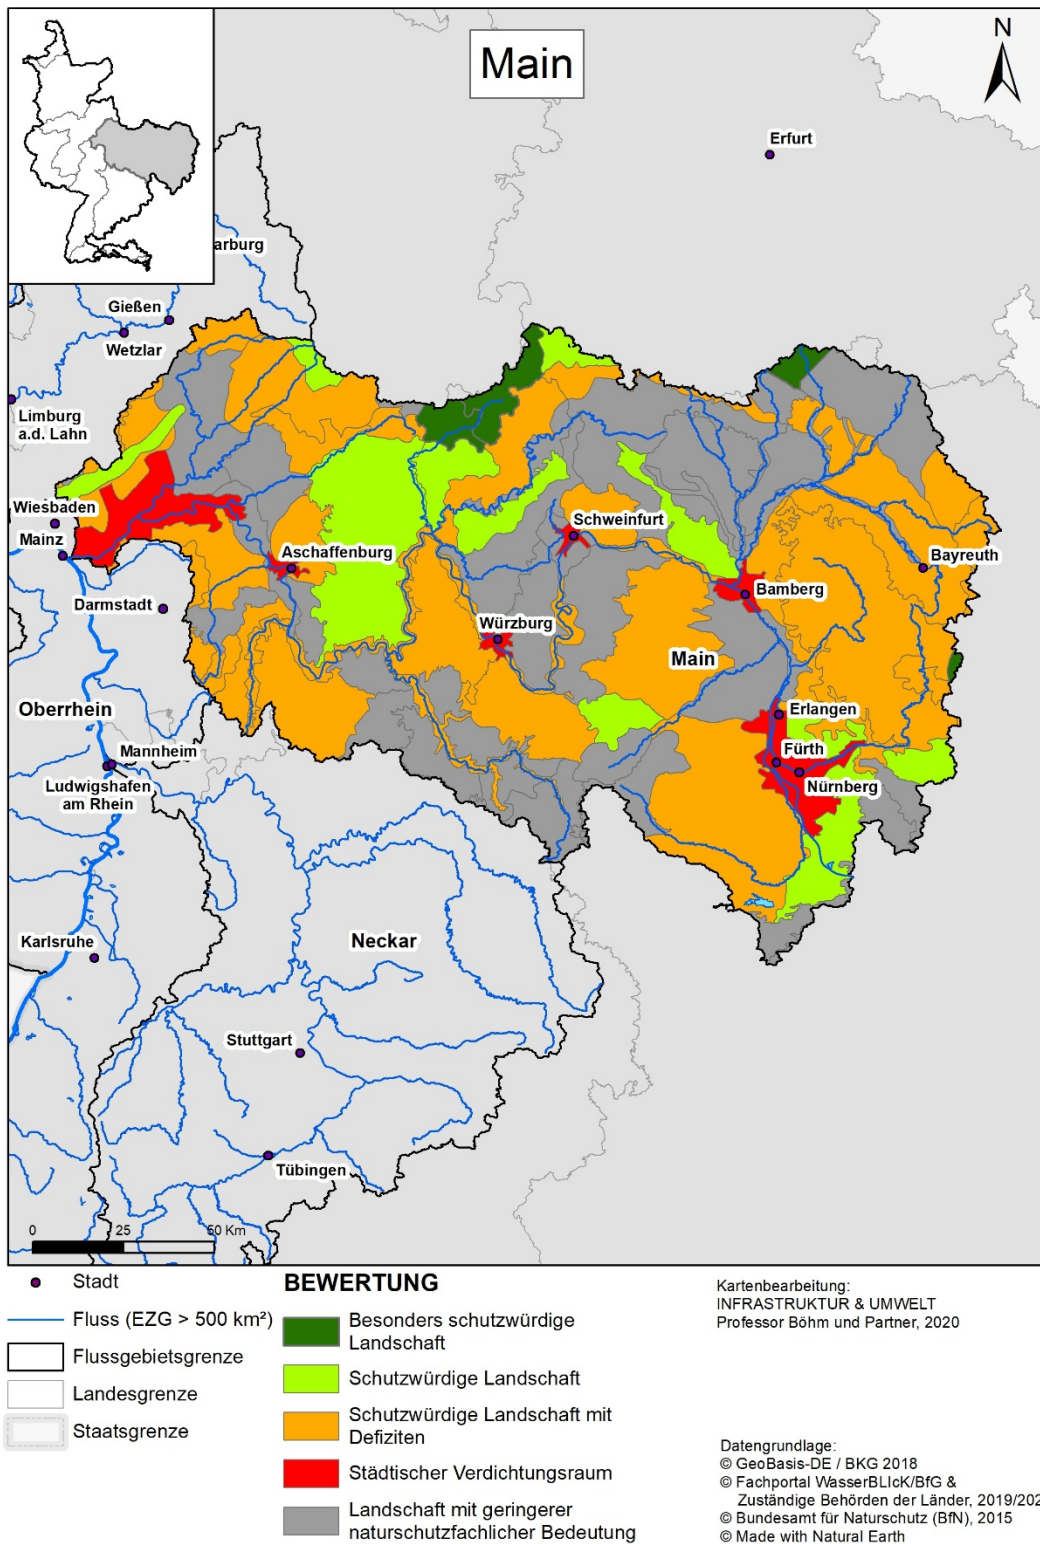 Main
N
Erfurt
arburg
Gießen
Wetzlar
Limburg
a.d. Lahn
Wiesbaden
Mainz
Schweinfurt
Aschaffenburg
Bayreuth
Darmstadt
Bamberg
Würzburg
Main
Oberrhein
Erlangen
Mannheim
Fürth
Ludwigshafen
am Rhein
Nürnberg
Karlsruhe
Neckar
Stuttgart
Tübingen
0 25 50 Km
Stadt
Fluss (EZG > 500 km²)
Flussgebietsgrenze
Landesgrenze
Staatsgrenze
BEWERTUNG
Besonders schutzwürdige
Landschaft
Schutzwürdige Landschaft
Schutzwürdige Landschaft mit
Defiziten
Städtischer Verdichtungsraum
Landschaft mit geringerer
naturschutzfachlicher Bedeutung
Kartenbearbeitung:
INFRASTRUKTUR & UMWELT
Professor Böhm und Partner, 2020
Datengrundlage:
© GeoBasis-DE / BKG 2018
© Fachportal WasserBLIcK/BfG &
Zuständige Behörden der Länder, 2019/202
© Bundesamt für Naturschutz (BfN), 2015
© Made with Natural Earth